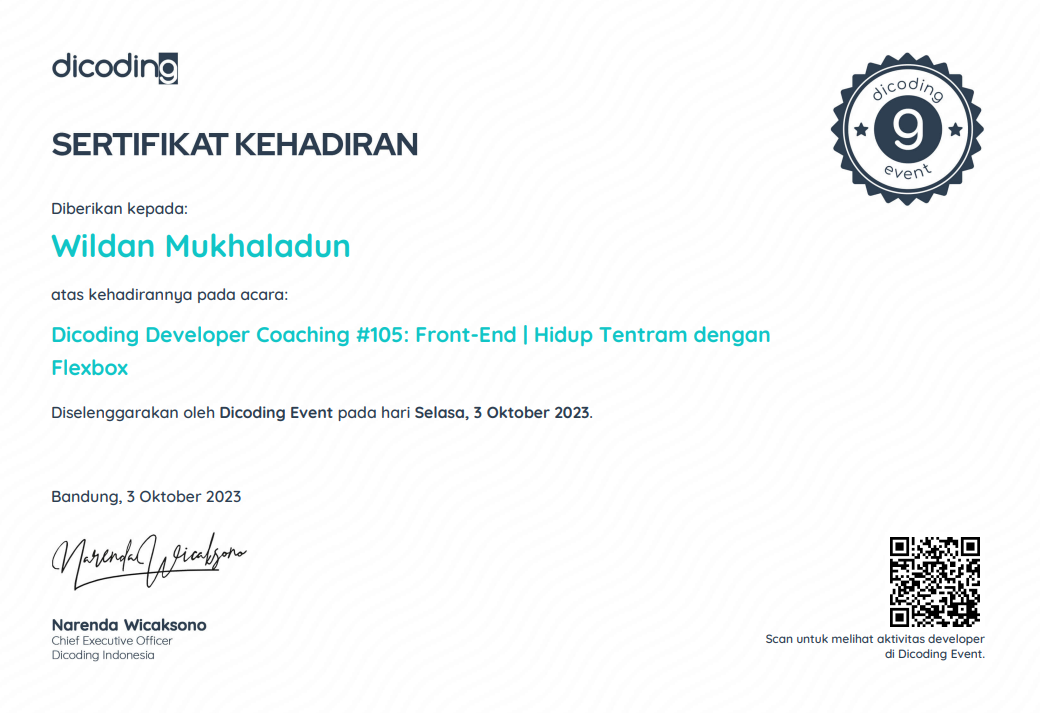 dicoding
SERTIFIKAT KEHADIRAN
dicoding
9
event
Diberikan kepada:
Wildan Mukhaladun
atas kehadirannya pada acara:
Dicoding Developer Coaching #105: Front-End | Hidup Tentram dengan
Flexbox
Diselenggarakan oleh Dicoding Event pada hari Selasa, 3 Oktober 2023.
Bandung, 3 Oktober 2023
Narenda Wicaksono
Narenda Wicaksono
Chief Executive Officer
Dicoding Indonesia
Scan untuk melihat aktivitas developer
di Dicoding Event.